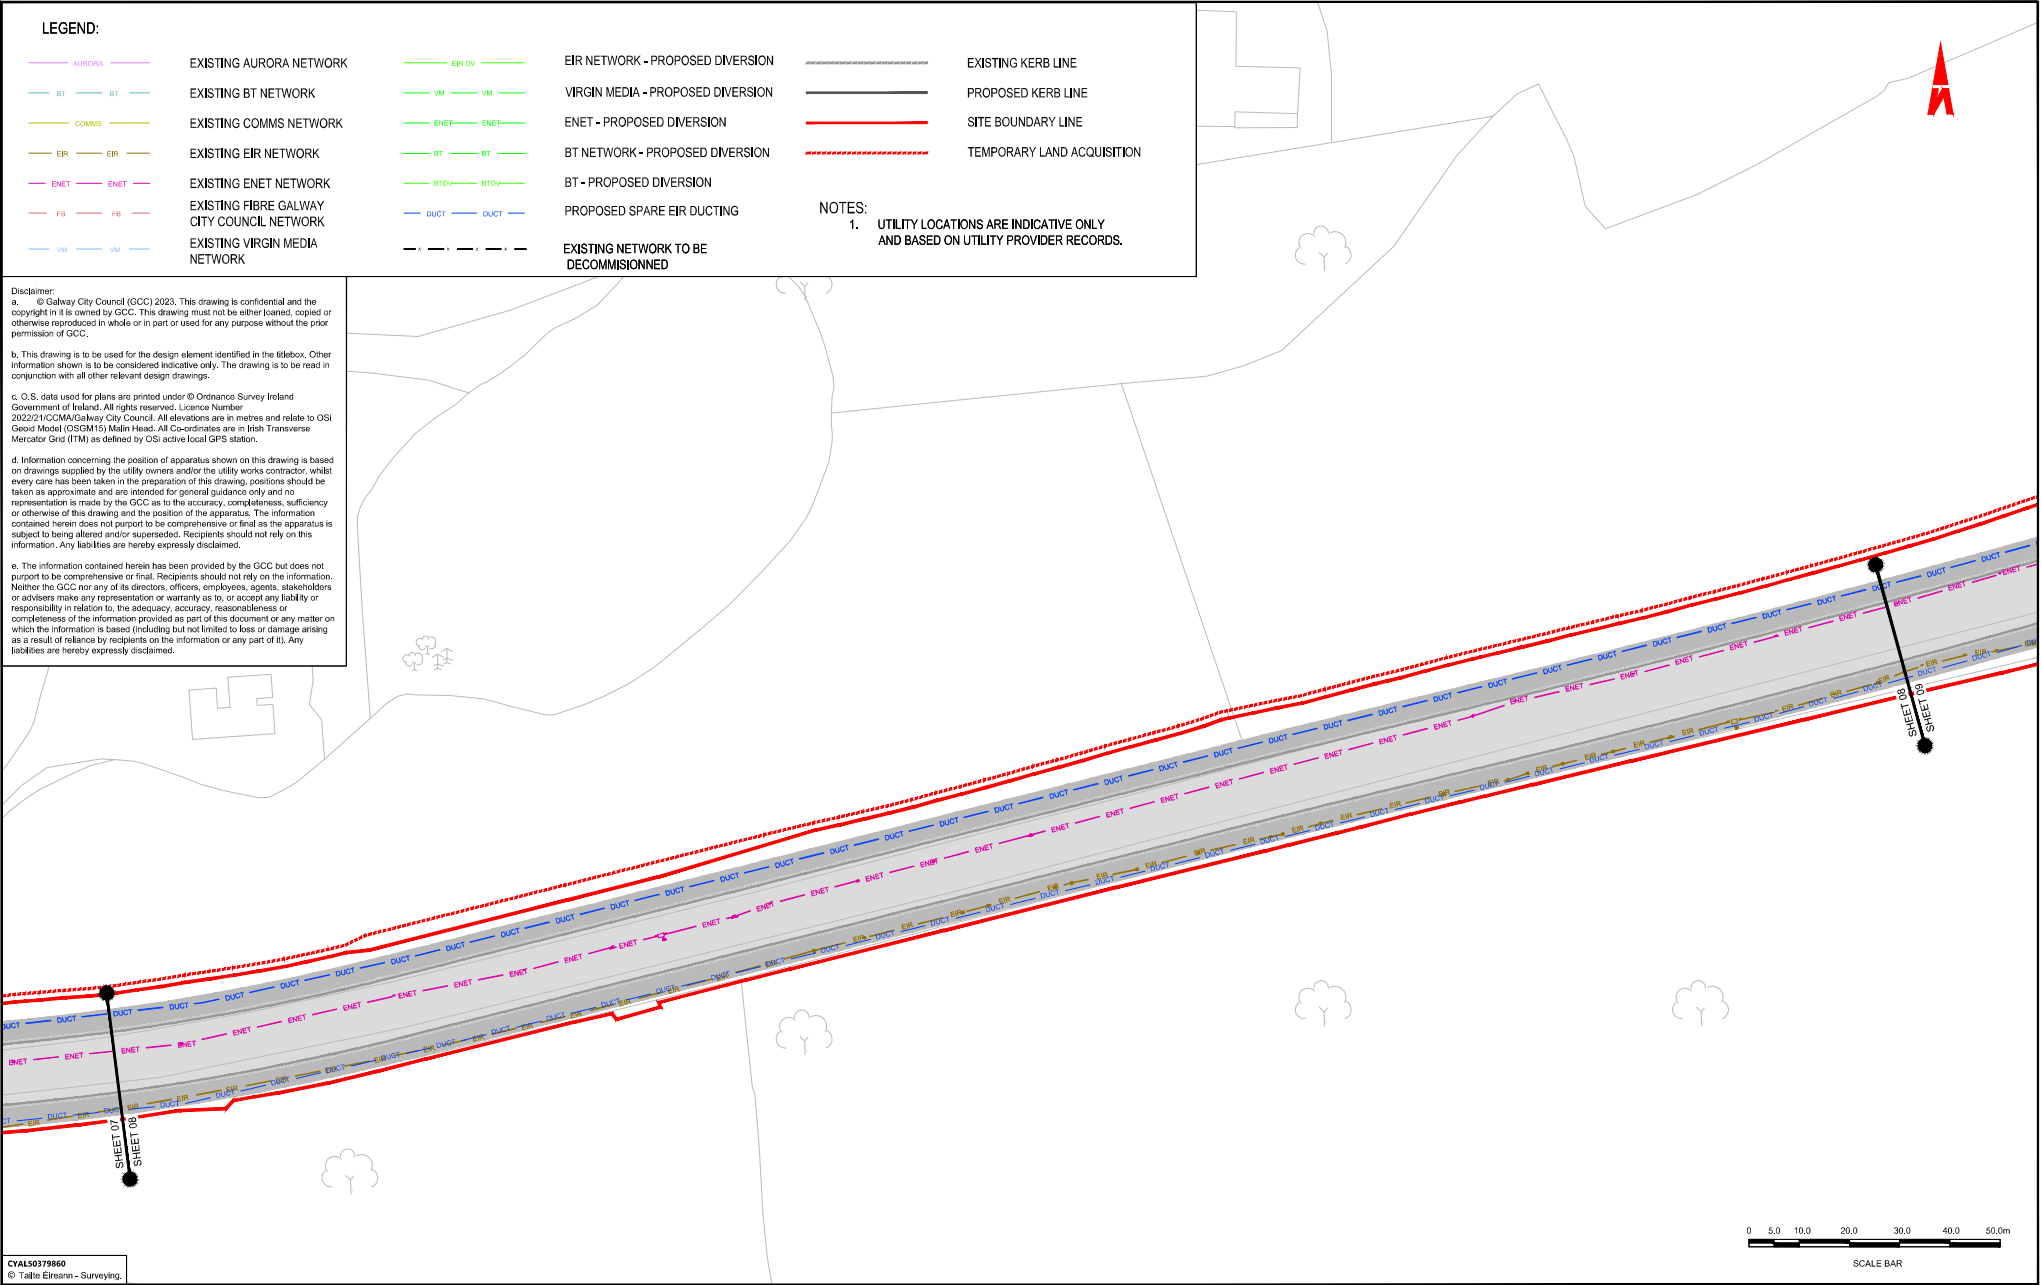 LEGEND:
AURORA EXISTING AURORA NETWORK
BT BT EXISTING BT NETWORK
COMMS EXISTING COMMS NETWORK
EIR EIR EXISTING EIR NETWORK
ENET ENET EXISTING ENET NETWORK
FB FB EXISTING FIBRE GALWAY
CITY COUNCIL NETWORK
VM VM EXISTING VIRGIN MEDIA
NETWORK
EIR DV EIR NETWORK - PROPOSED DIVERSION
VM VM VIRGIN MEDIA - PROPOSED DIVERSION
ENET ENET ENET - PROPOSED DIVERSION
BT BT BT NETWORK - PROPOSED DIVERSION
BTDV BTDV BT - PROPOSED DIVERSION
DUCT DUCT PROPOSED SPARE EIR DUCTING
EXISTING NETWORK TO BE
DECOMMISIONNED
EXISTING KERB LINE
PROPOSED KERB LINE
SITE BOUNDARY LINE
TEMPORARY LAND ACQUISITION
NOTES:
1. UTILITY LOCATIONS ARE INDICATIVE ONLY
AND BASED ON UTILITY PROVIDER RECORDS.
Disclaimer:
a. © Galway City Council (GCC) 2023. This drawing is confidential and the
copyright in it is owned by GCC. This drawing must not be either loaned, copied or
otherwise reproduced in whole or in part or used for any purpose without the prior
permission of GCC.
b. This drawing is to be used for the design element identified in the titlebox. Other
information shown is to be considered indicative only. The drawing is to be read in
conjunction with all other relevant design drawings.
c. O.S. data used for plans are printed under © Ordnance Survey Ireland
Government of Ireland. All rights reserved. Licence Number
2022/21/CCMA/Galway City Council. All elevations are in metres and relate to OSi
Geoid Model (OSGM15) Malin Head. All Co-ordinates are in Irish Transverse
Mercator Grid (ITM) as defined by OSi active local GPS station.
d. Information concerning the position of apparatus shown on this drawing is based
on drawings supplied by the utility owners and/or the utility works contractor, whilst
every care has been taken in the preparation of this drawing, positions should be
taken as approximate and are intended for general guidance only and no
representation is made by the GCC as to the accuracy, completeness, sufficiency
or otherwise of this drawing and the position of the apparatus. The information
contained herein does not purport to be comprehensive or final as the apparatus is
subject to being altered and/or superseded. Recipients should not rely on this
information. Any liabilities are hereby expressly disclaimed.
e. The information contained herein has been provided by the GCC but does not
purport to be comprehensive or final. Recipients should not rely on the information.
Neither the GCC nor any of its directors, officers, employees, agents, stakeholders
or advisers make any representation or warranty as to, or accept any liability or
responsibility in relation to, the adequacy, accuracy, reasonableness or
completeness of the information provided as part of this document or any matter on
which the information is based (including but not limited to loss or damage arising
as a result of reliance by recipients on the information or any part of it). Any
liabilities are hereby expressly disclaimed.
DUCT
ENET
EIR
DUCT
SHEET 07
SHEET 08
SHEET 08
SHEET 09
0 5.0 10.0 20.0 30.0 40.0 50.0m
SCALE BAR
CYAL50379860
© Tailte Éireann - Surveying.